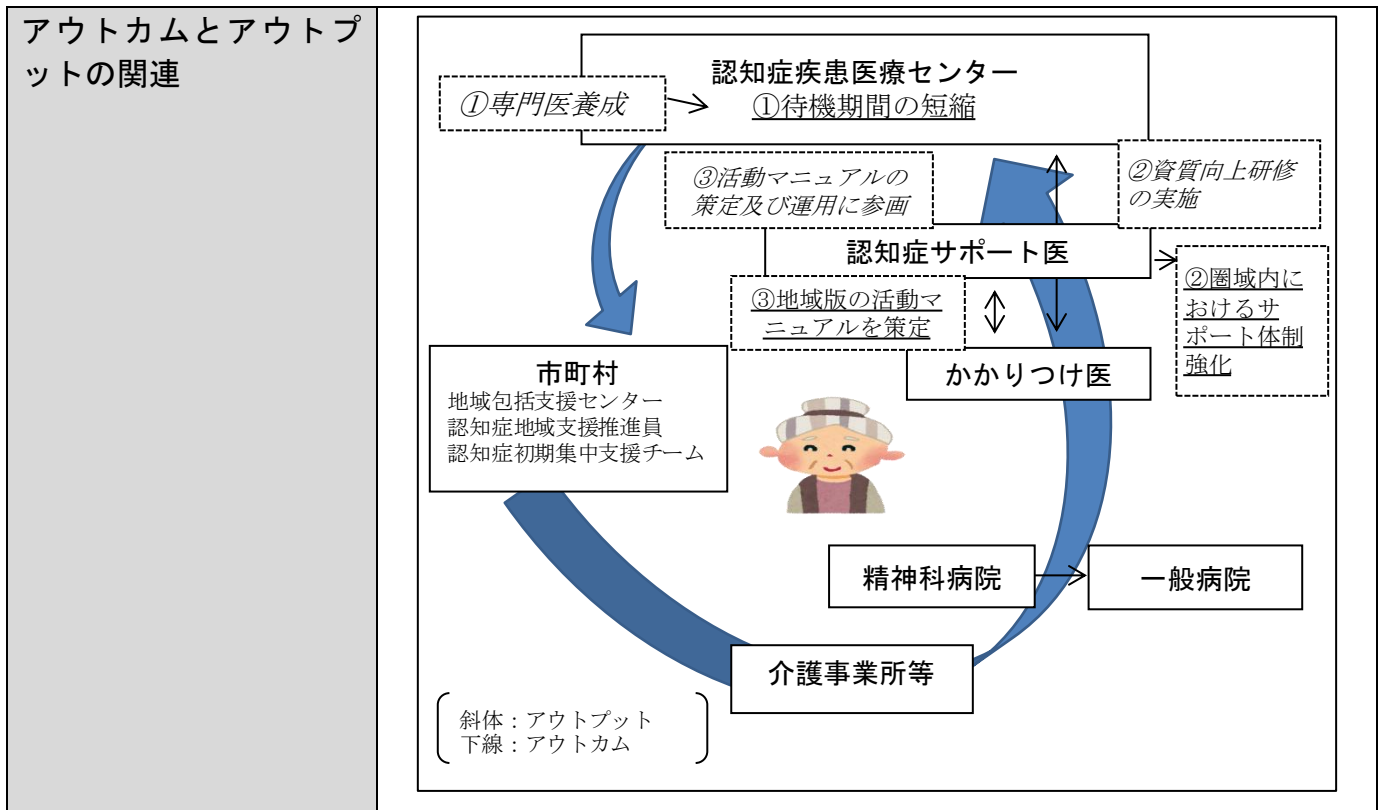 アウトカムとアウトプ
ットの関連
認知症疾患医療センター
①専門医養成
①待機期間の短縮
③活動マニュアルの
策定及び運用に参画
②資質向上研修
の実施
認知症サポート医
③地域版の活動マ
ニュアルを策定
②圏域内に
おけるサ
ポート体制
強化
かかりつけ医
市町村
地域包括支援センター
認知症地域支援推進員
認知症初期集中支援チーム
精神科病院
一般病院
介護事業所等
斜体：アウトプット
下線：アウトカム